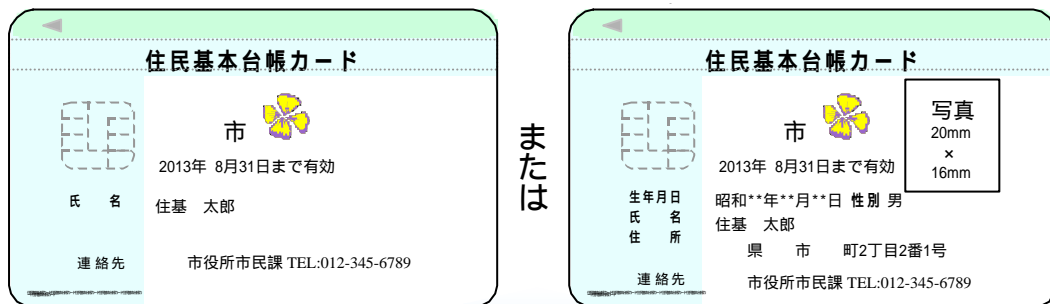 住民基本台帳カード
市
2013年 8月31日まで有効
氏 名 住基 太郎
連絡先 市役所市民課 TEL:012-345-6789
または
住民基本台帳カード
写真
20mm
×
16mm
市
2013年 8月31日まで有効
生年月日 昭和**年**月**日 性別 男
氏 名 住基 太郎
住 所 県 市 町2丁目2番1号
連絡先 市役所市民課 TEL:012-345-6789